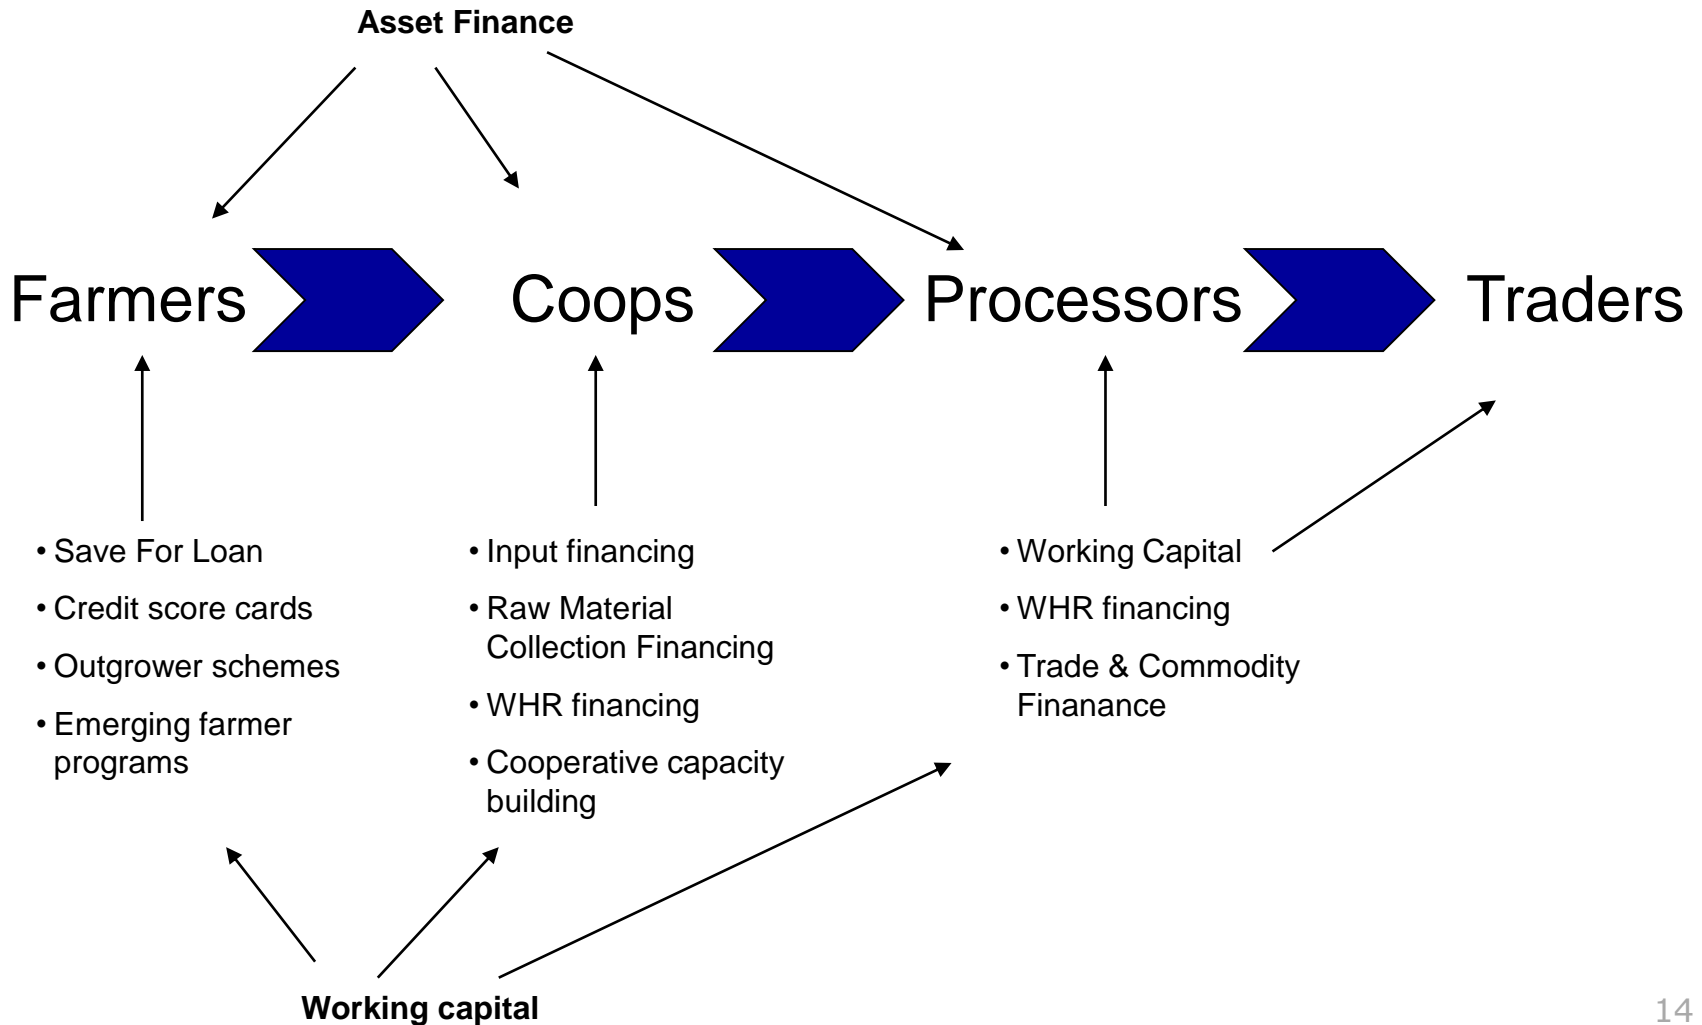 Asset Finance
Farmers
Coops
Processors
Traders
• Save For Loan
• Credit score cards
• Outgrower schemes
• Emerging farmer
programs
• Input financing
• Raw Material
Collection Financing
• WHR financing
• Cooperative capacity
building
• Working Capital
• WHR financing
• Trade & Commodity
Finanance
Working capital
14